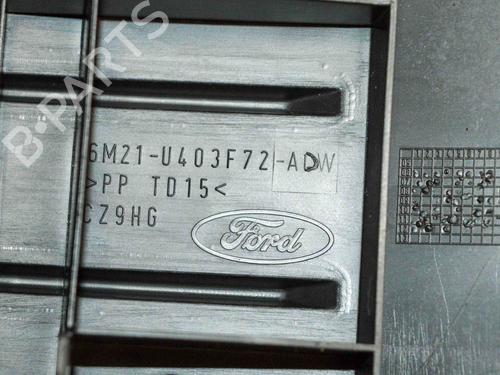 B-PARTS
6M21-U403F72-ADW
>PP TD15<
CZ9HG
Ford